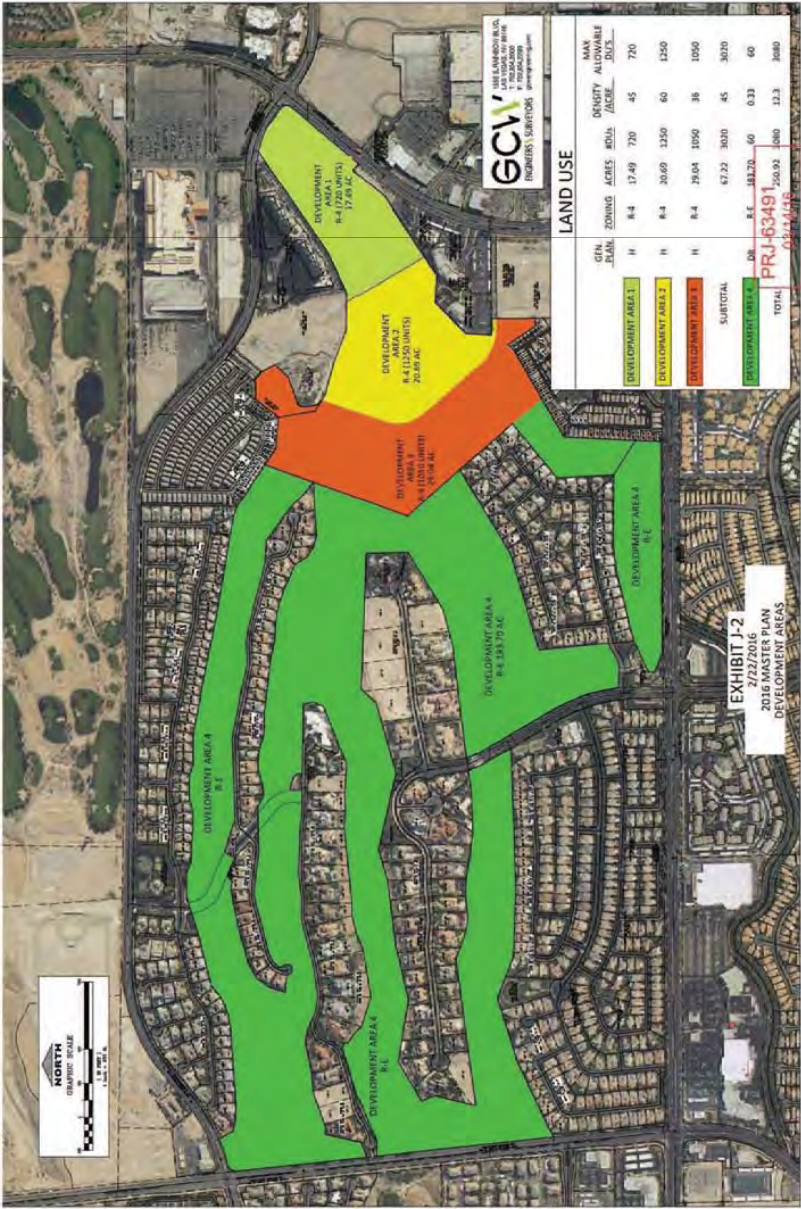 NORTH
GRAPHIC SCALE
DEVELOPMENT
AREA 1
R-4 (720 UNITS)
17.49 AC
DEVELOPMENT
AREA 2
R-4 (1250 UNITS)
20.69 AC
DEVELOPMENT
AREA 3
R-4 (1050 UNITS)
29.04 AC
DEVELOPMENT AREA 4
R-E
DEVELOPMENT AREA 4
R-E
DEVELOPMENT AREA 4
R-E 183.70 AC
DEVELOPMENT AREA 4
R-E
GCW
ENGINEERS | SURVEYORS
LAND USE
GEN. PLAN ZONING ACRES RDUs DENSITY /ACRE MAX ALLOWABLE DU'S
DEVELOPMENT AREA 1 H R-4 17.49 720 45 720
DEVELOPMENT AREA 2 H R-4 20.69 1250 60 1250
DEVELOPMENT AREA 3 H R-4 29.04 1050 36 1050
SUBTOTAL 67.22 3020 45 3020
DEVELOPMENT AREA 4 DR R-E 183.70 60 0.33 60
TOTAL 250.92 3080 12.3 3080
PRJ-63491
03/14/16
EXHIBIT J-2
2/22/2016
2016 MASTER PLAN
DEVELOPMENT AREAS